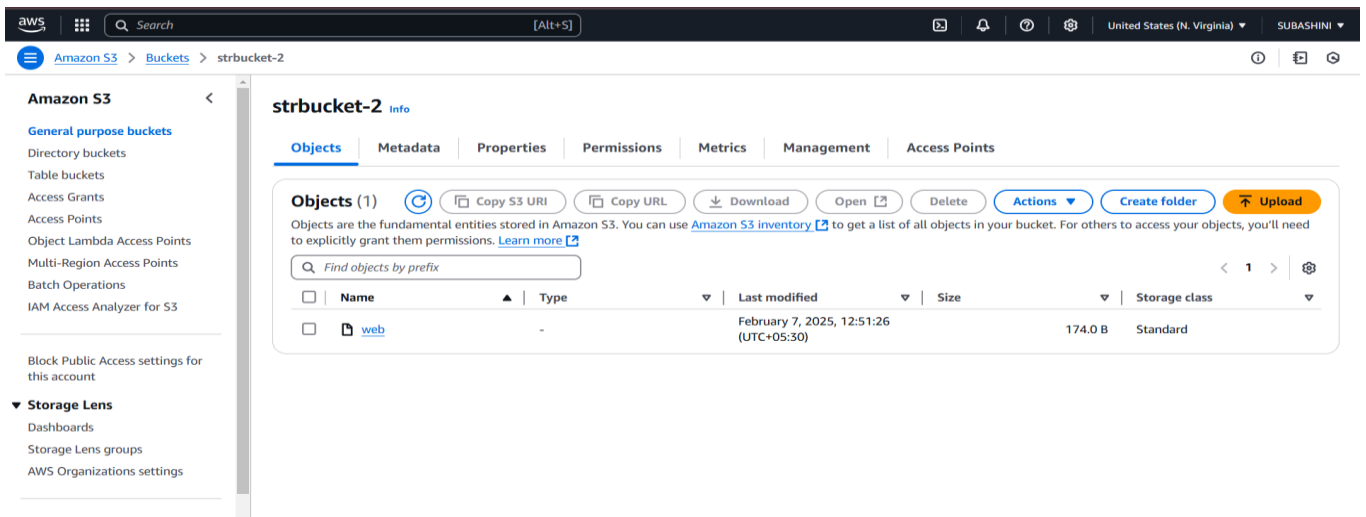 aws
Search [Alt+S] United States (N. Virginia) ▼ SUBASHINI ▼
Amazon S3 > Buckets > strbucket-2
Amazon S3
General purpose buckets
Directory buckets
Table buckets
Access Grants
Access Points
Object Lambda Access Points
Multi-Region Access Points
Batch Operations
IAM Access Analyzer for S3
Block Public Access settings for
this account
Storage Lens
Dashboards
Storage Lens groups
AWS Organizations settings
strbucket-2 Info
Objects Metadata Properties Permissions Metrics Management Access Points
Objects (1) Copy S3 URI Copy URL Download Open Delete Actions ▼ Create folder Upload
Objects are the fundamental entities stored in Amazon S3. You can use Amazon S3 inventory to get a list of all objects in your bucket. For others to access your objects, you'll need
to explicitly grant them permissions. Learn more
Find objects by prefix < 1 >
Name Type Last modified Size Storage class
web - February 7, 2025, 12:51:26 174.0 B Standard
(UTC+05:30)